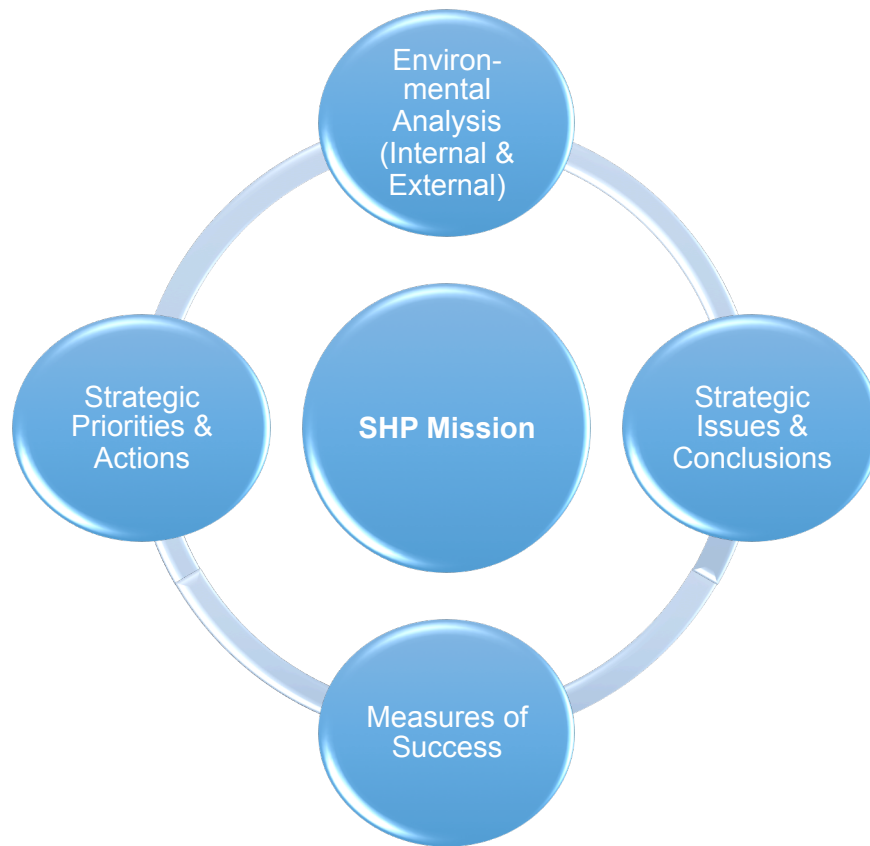 Environ-
mental
Analysis
(Internal &
External)
Strategic
Priorities &
Actions
SHP Mission
Strategic
Issues &
Conclusions
Measures of
Success